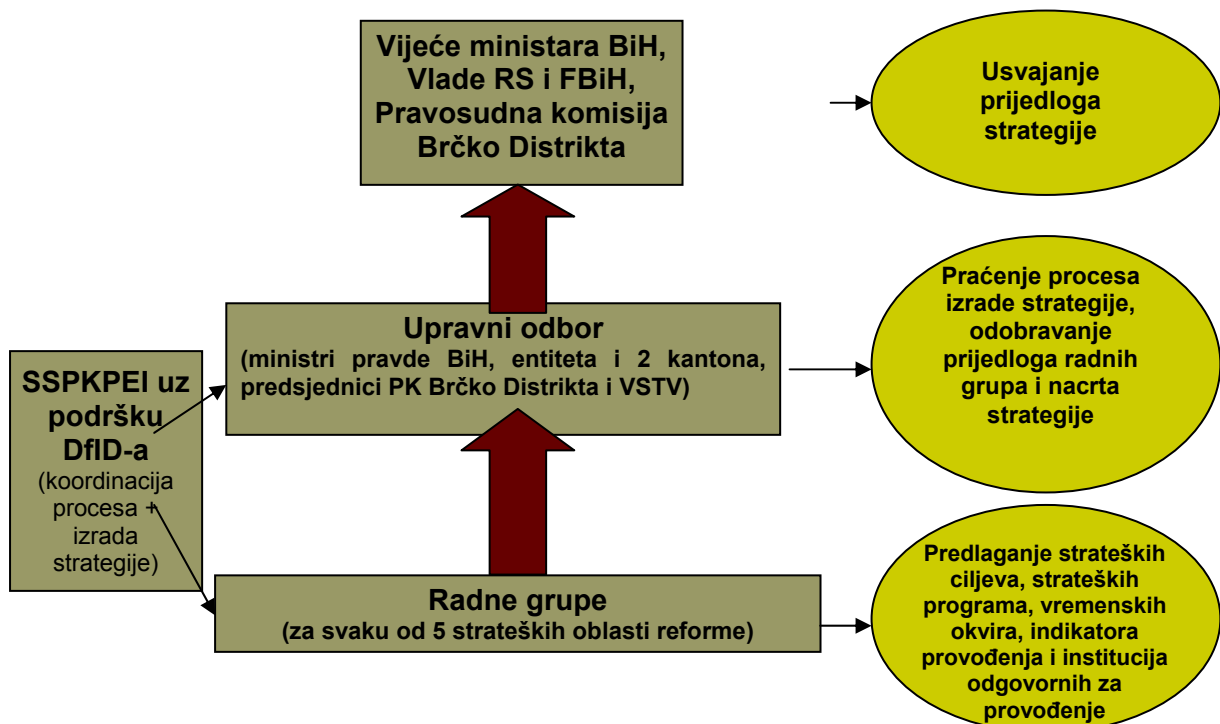 Vijeće ministara BiH,
Vlade RS i FBiH,
Pravosudna komisija
Brčko Distrikta
Usvajanje
prijedloga
strategije
Upravni odbor
(ministri pravde BiH, entiteta i 2 kantona,
predsjednici PK Brčko Distrikta i VSTV)
Praćenje procesa
izrade strategije,
odobravanje
prijedloga radnih
grupa i nacrta
strategije
SSPKPEI uz
podršku
DfID-a
(koordinacija
procesa +
izrada
strategije)
Radne grupe
(za svaku od 5 strateških oblasti reforme)
Predlaganje strateških
ciljeva, strateških
programa, vremenskih
okvira, indikatora
provođenja i institucija
odgovornih za
provođenje